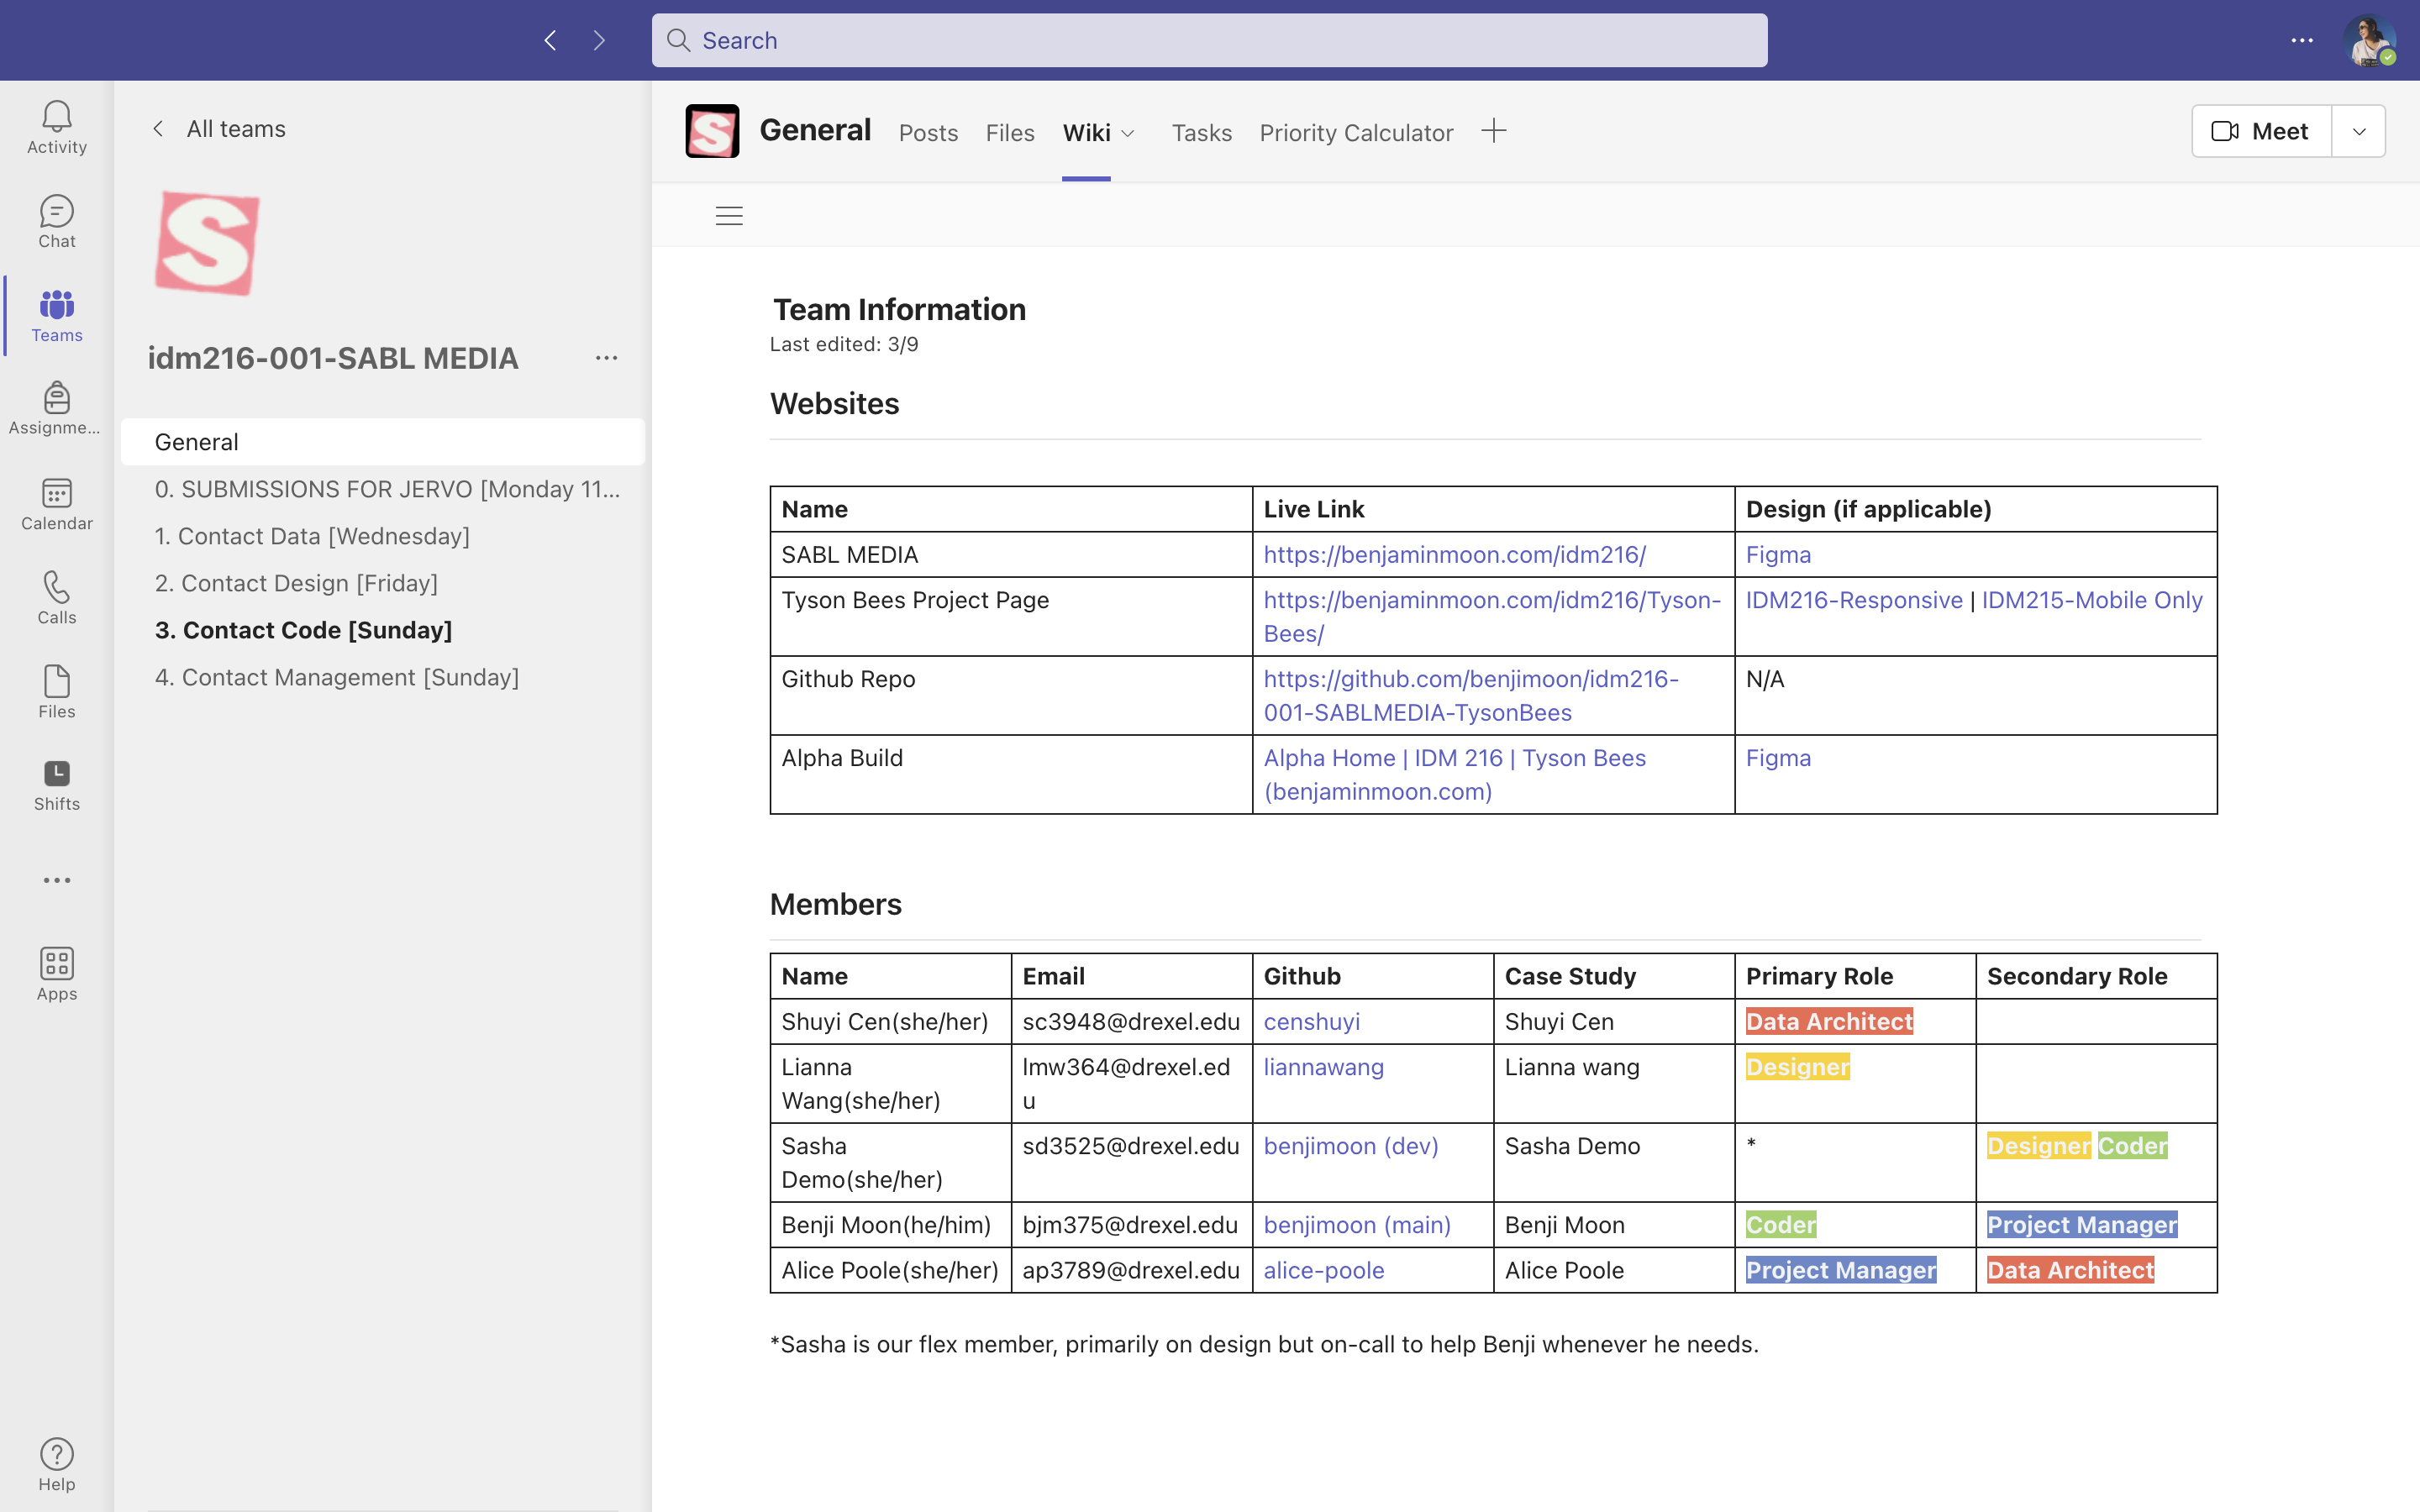 Search
Activity
Chat
Teams
Assignme...
Calendar
Calls
Files
Shifts
Apps
Help
All teams
S
idm216-001-SABL MEDIA
General
0. SUBMISSIONS FOR JERVO [Monday 11...
1. Contact Data [Wednesday]
2. Contact Design [Friday]
3. Contact Code [Sunday]
4. Contact Management [Sunday]
S General Posts Files Wiki Tasks Priority Calculator Meet
Team Information
Last edited: 3/9
Websites
Name Live Link Design (if applicable)
SABL MEDIA https://benjaminmoon.com/idm216/ Figma
Tyson Bees Project Page https://benjaminmoon.com/idm216/Tyson- IDM216-Responsive | IDM215-Mobile Only
Bees/
Github Repo https://github.com/benjimoon/idm216- N/A
001-SABLMEDIA-TysonBees
Alpha Build Alpha Home | IDM 216 | Tyson Bees Figma
(benjaminmoon.com)
Members
Name Email Github Case Study Primary Role Secondary Role
Shuyi Cen(she/her) sc3948@drexel.edu censhuyi Shuyi Cen Data Architect
Lianna lmw364@drexel.ed liannawang Lianna wang Designer
Wang(she/her) u
Sasha sd3525@drexel.edu benjimoon (dev) Sasha Demo * Designer Coder
Demo(she/her)
Benji Moon(he/him) bjm375@drexel.edu benjimoon (main) Benji Moon Coder Project Manager
Alice Poole(she/her) ap3789@drexel.edu alice-poole Alice Poole Project Manager Data Architect
*Sasha is our flex member, primarily on design but on-call to help Benji whenever he needs.